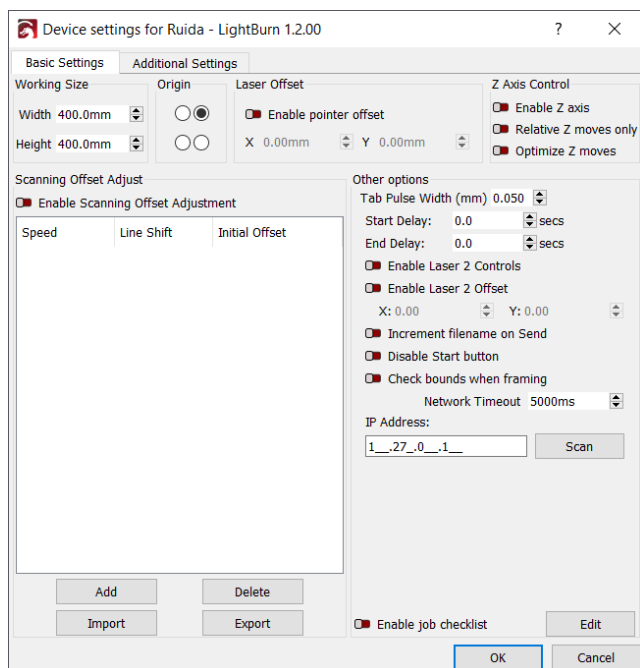 Device settings for Ruida - LightBurn 1.2.00 ?
Basic Settings Additional Settings
Working Size Origin Laser Offset Z Axis Control
Width 400.0mm Enable pointer offset Enable Z axis
Relative Z moves only
Height 400.0mm X 0.00mm Y 0.00mm Optimize Z moves
Scanning Offset Adjust Other options
Enable Scanning Offset Adjustment Tab Pulse Width (mm) 0.050
Speed Line Shift Initial Offset Start Delay: 0.0 secs
End Delay: 0.0 secs
Enable Laser 2 Controls
Enable Laser 2 Offset
X: 0.00 Y: 0.00
Increment filename on Send
Disable Start button
Check bounds when framing
Network Timeout 5000ms
IP Address:
1__.27_.0__.1__ Scan
Add Delete
Import Export Enable job checklist Edit
OK Cancel